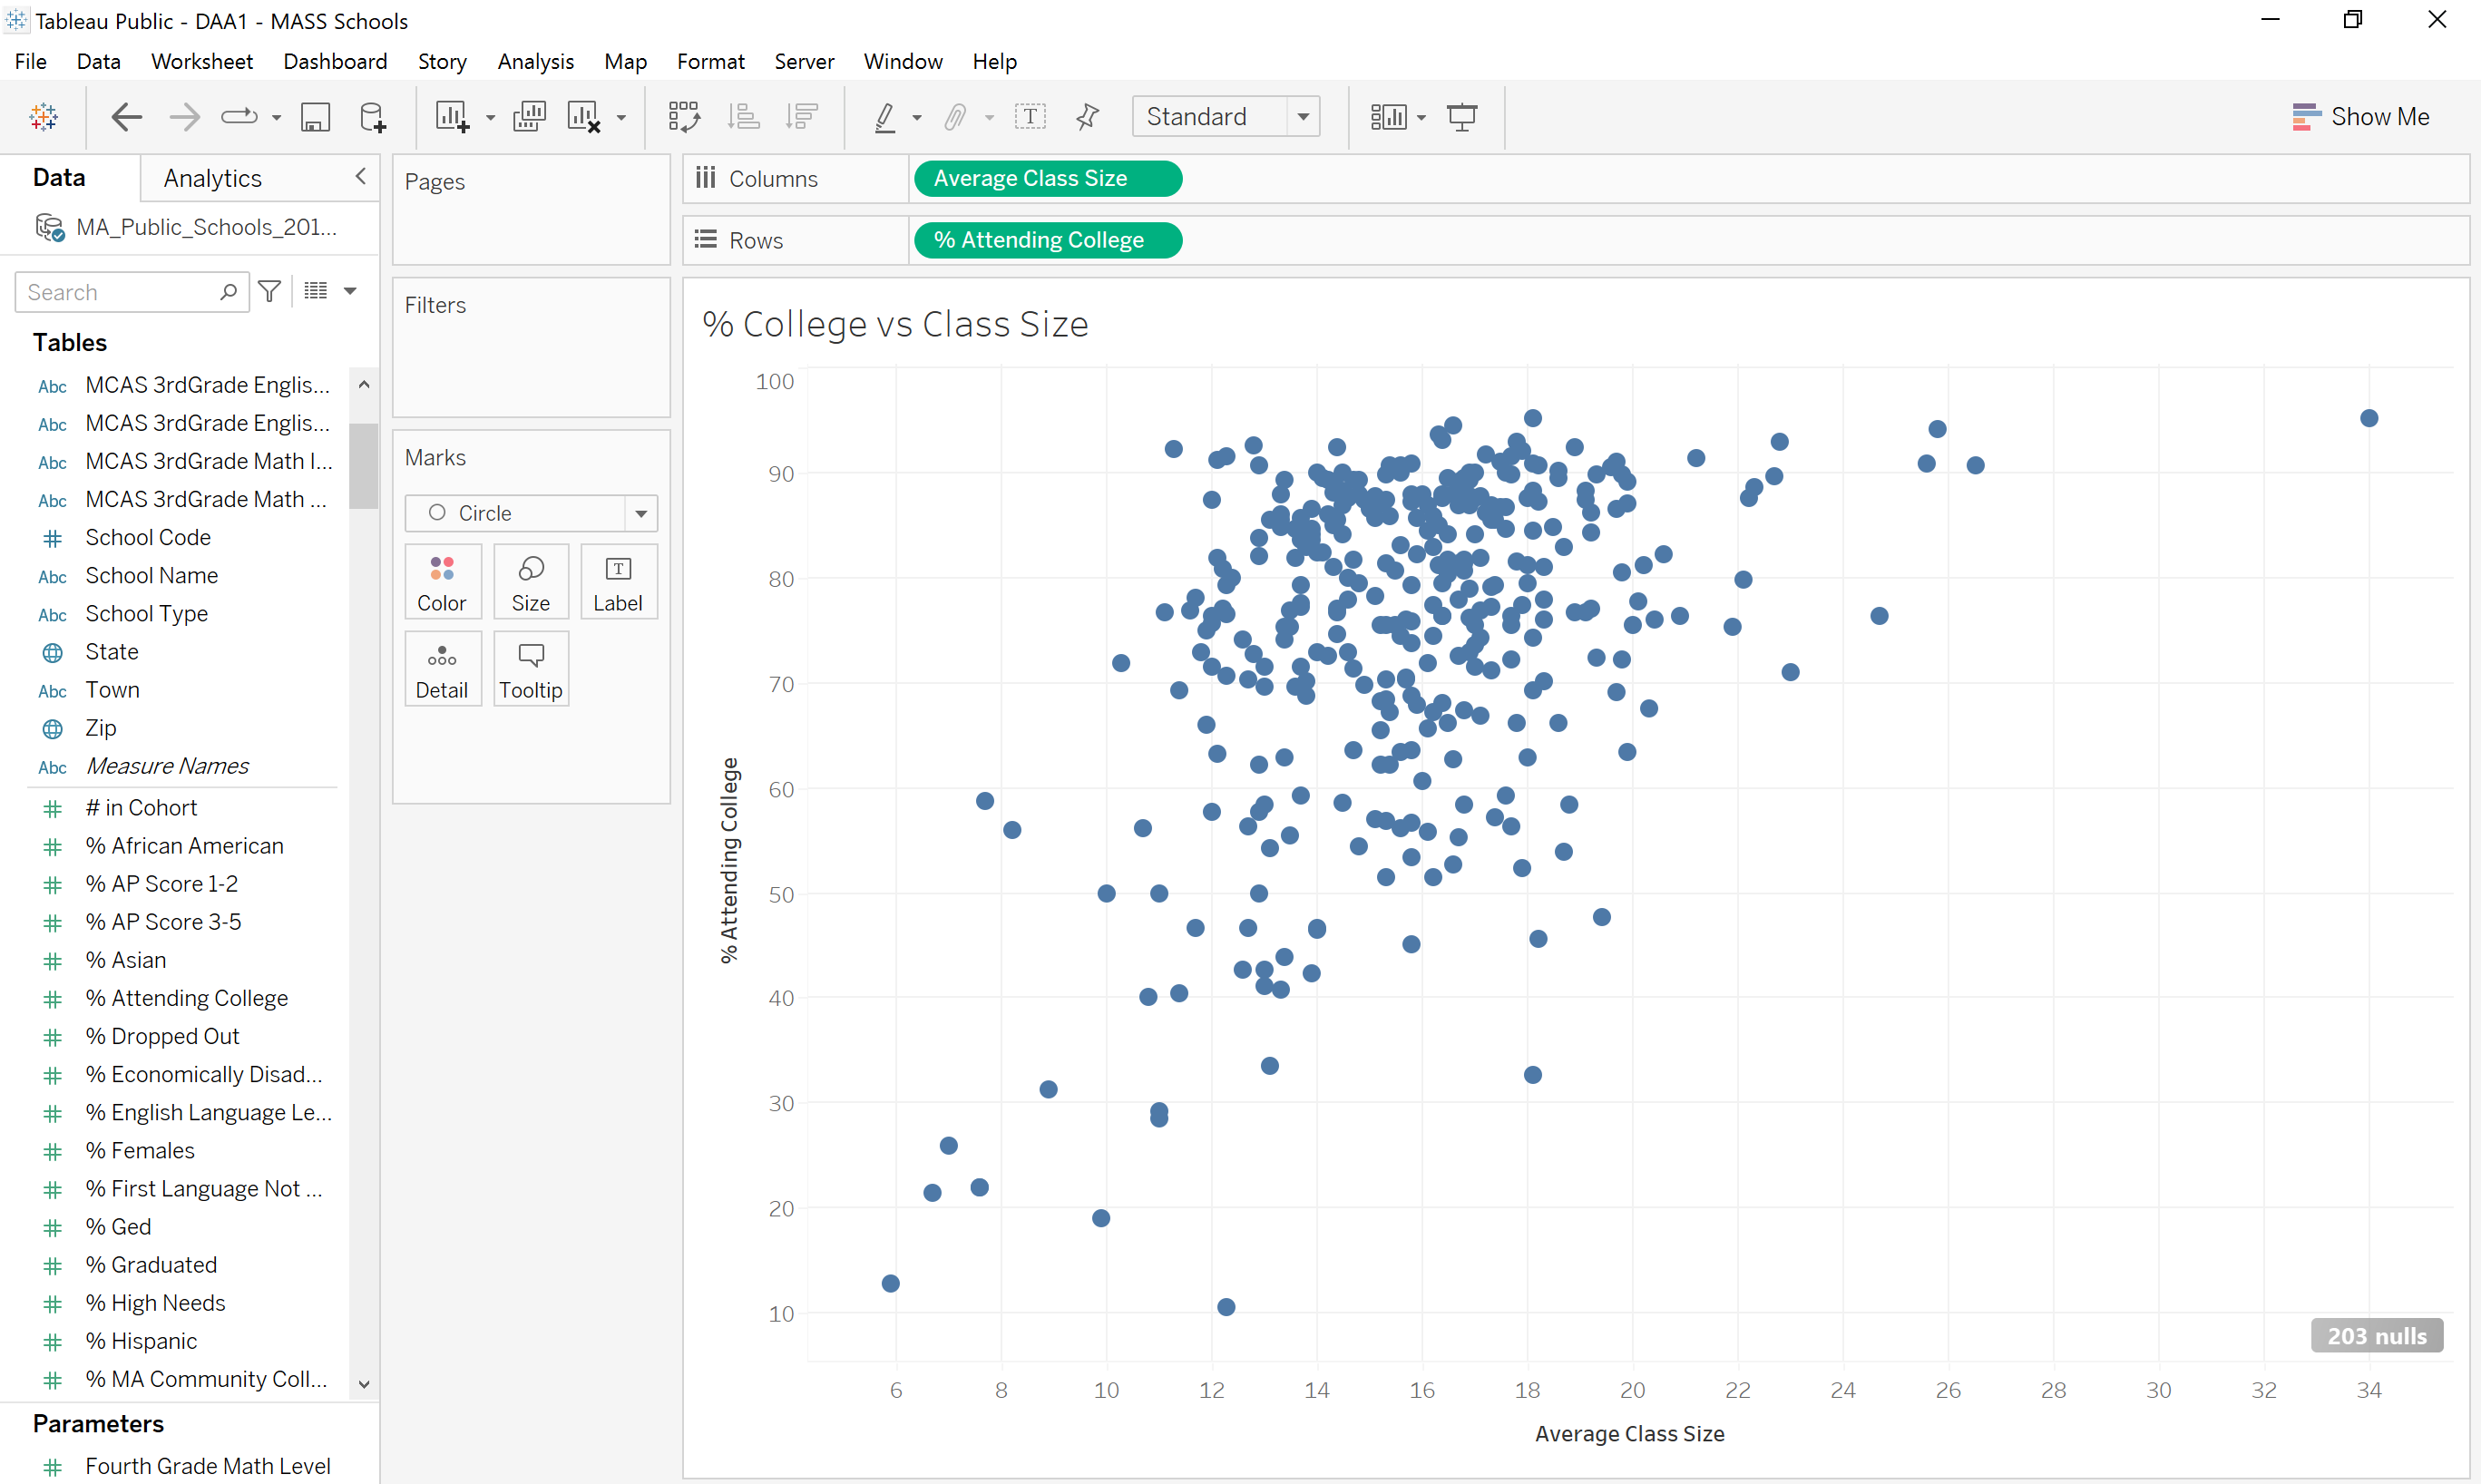 Tableau Public - DAA1 - MASS Schools
File Data Worksheet Dashboard Story Analysis Map Format Server Window Help
Standard
Show Me
Data
Analytics
MA_Public_Schools_201...
Search
Tables
Abc MCAS 3rdGrade Englis...
Abc MCAS 3rdGrade Englis...
Abc MCAS 3rdGrade Math I...
Abc MCAS 3rdGrade Math ...
School Code
Abc School Name
Abc School Type
State
Abc Town
Zip
Abc Measure Names
# in Cohort
% African American
% AP Score 1-2
% AP Score 3-5
% Asian
% Attending College
% Dropped Out
% Economically Disad...
% English Language Le...
% Females
% First Language Not ...
% Ged
% Graduated
% High Needs
% Hispanic
% MA Community Coll...
Parameters
Fourth Grade Math Level
Pages
Filters
Marks
Circle
Color Size Label
Detail Tooltip
Columns Average Class Size
Rows % Attending College
% College vs Class Size
100
90
80
70
60
50
40
30
20
10
% Attending College
203 nulls
6 8 10 12 14 16 18 20 22 24 26 28 30 32 34
Average Class Size